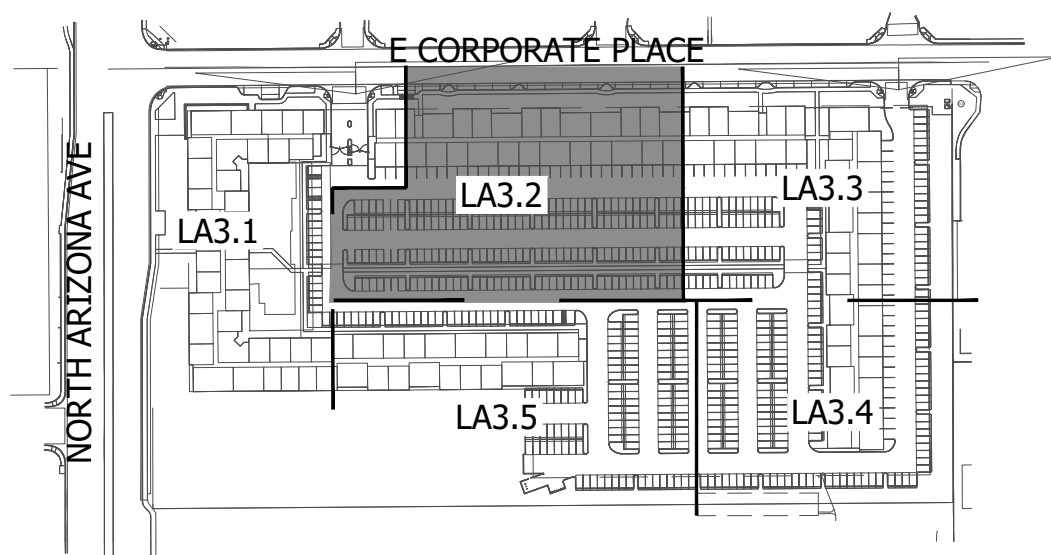 E CORPORATE PLACE
NORTH ARIZONA AVE
LA3.1
LA3.2
LA3.3
LA3.4
LA3.5